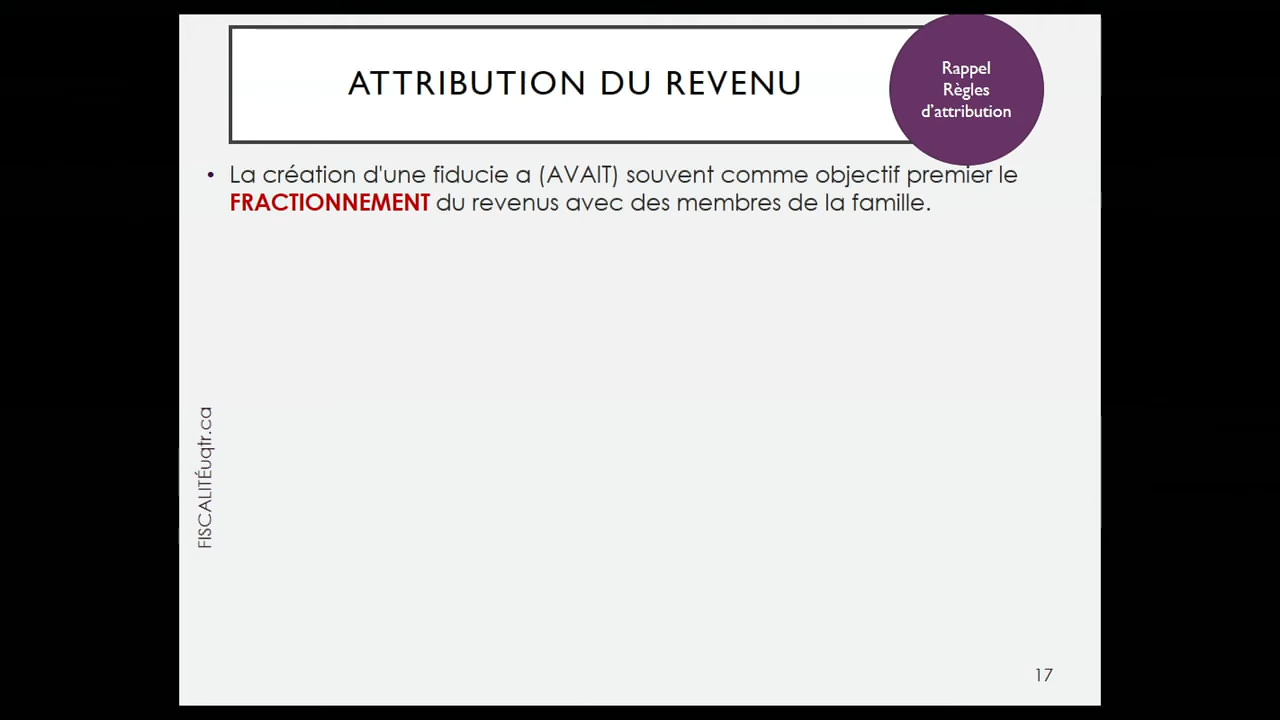 ATTRIBUTION DU REVENU
Rappel
Règles
d'attribution
• La création d'une fiducie a (AVAIT) souvent comme objectif premier le
FRACTIONNEMENT du revenus avec des membres de la famille.
FISCALITÉuqtr.ca
17